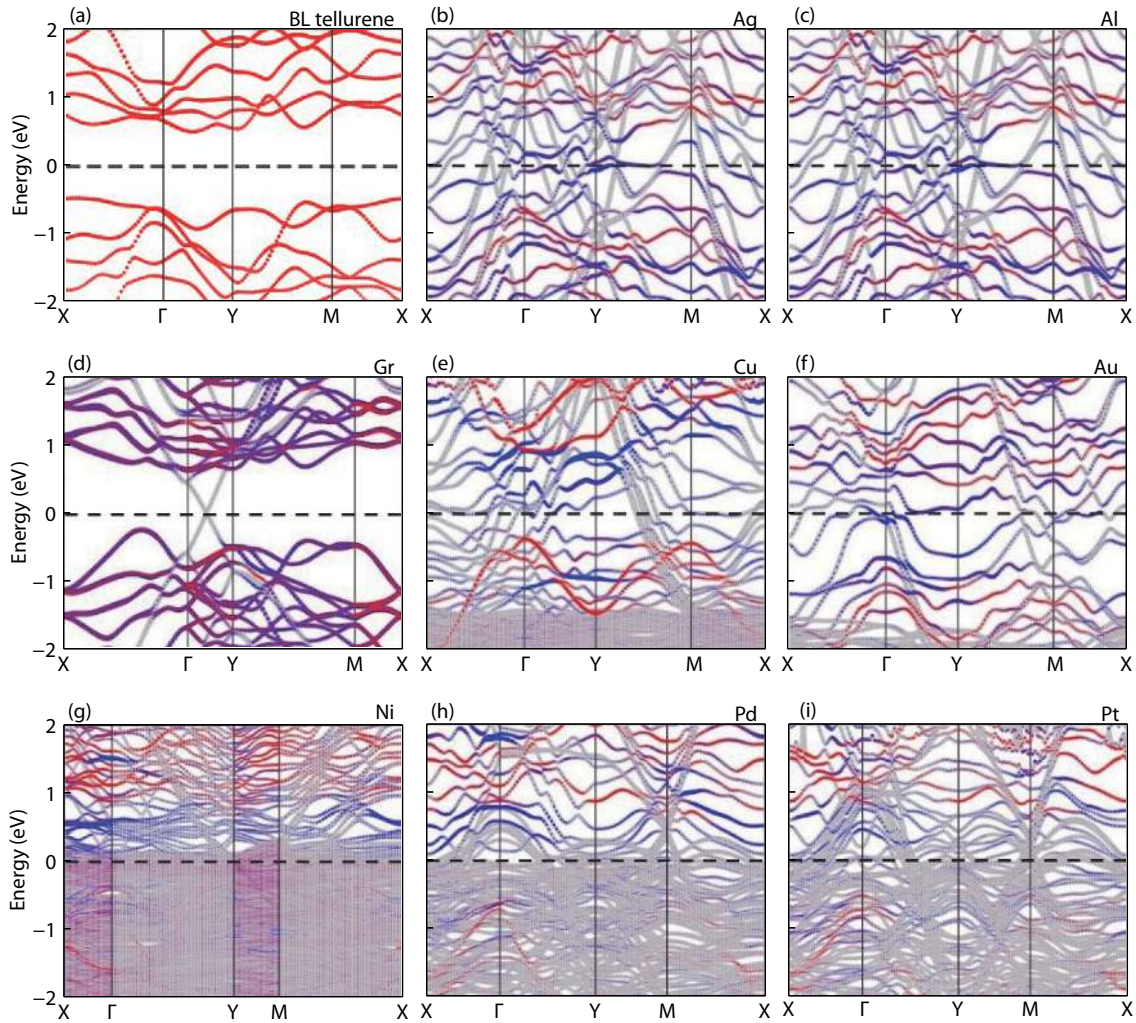 (a) BL tellurene
(b) Ag
(c) Al
Energy (eV)
2
1
0
−1
−2
X Γ Y M X
X Γ Y M X
X Γ Y M X
(d) Gr
(e) Cu
(f) Au
Energy (eV)
2
1
0
−1
−2
X Γ Y M X
X Γ Y M X
X Γ Y M X
(g) Ni
(h) Pd
(i) Pt
Energy (eV)
2
1
0
−1
−2
X Γ Y M X
X Γ Y M X
X Γ Y M X